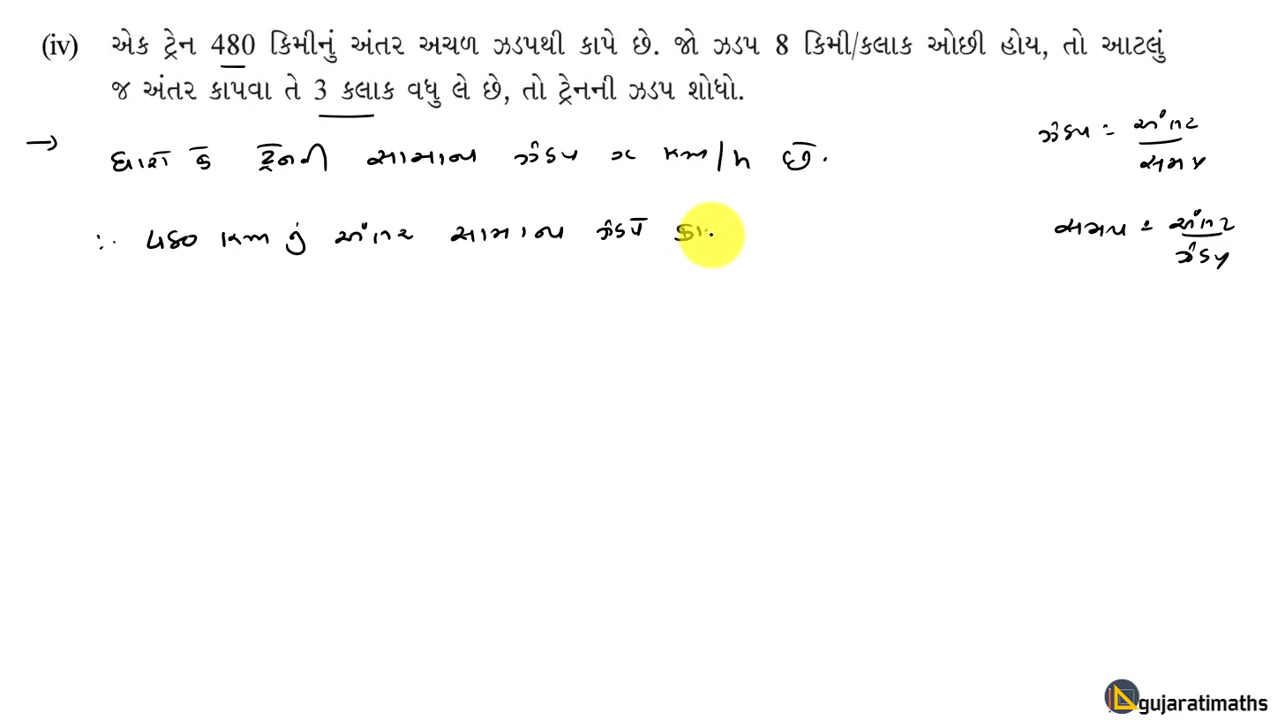 (iv) એક ટ્રેન 480 કિમીનું અંતર અચળ ઝડપથી કાપે છે. જો ઝડપ 8 કિમી/કલાક ઓછી હોય, તો આટલું
જ અંતર કાપવા તે 3 કલાક વધુ લે છે, તો ટ્રેનની ઝડપ શોધો.
→ ધારો કે ટ્રેનની સામાન્ય ઝડપ x km/h છે.
ઝડપ = અંતર / સમય
∴ 480 km નું અંતર સામાન્ય ઝડપે કા
સમય = અંતર / ઝડપ
gujaratimaths